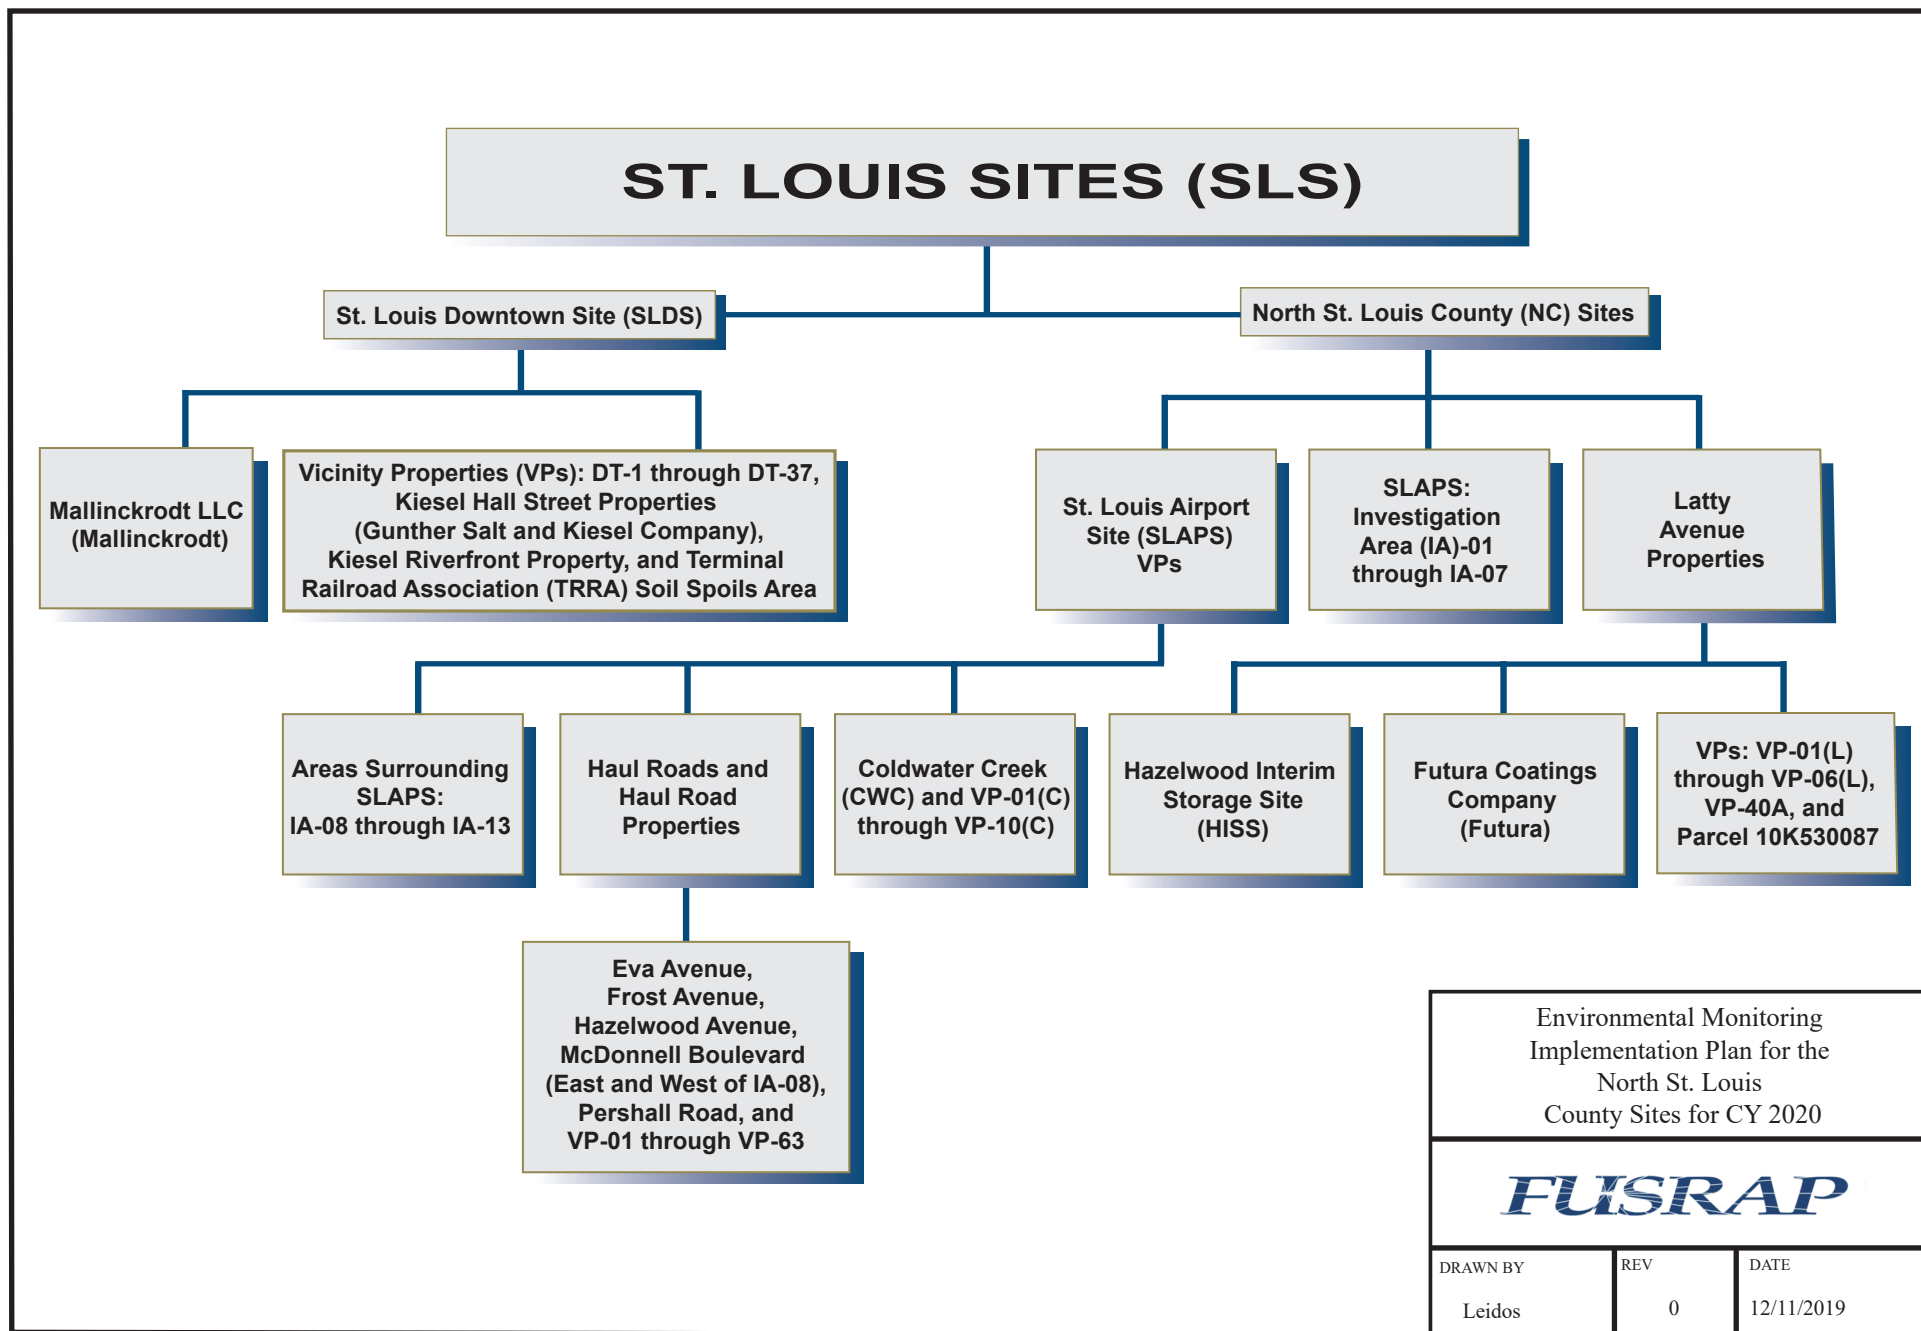 ST. LOUIS SITES (SLS)
St. Louis Downtown Site (SLDS)
North St. Louis County (NC) Sites
Mallinckrodt LLC
(Mallinckrodt)
Vicinity Properties (VPs): DT-1 through DT-37,
Kiesel Hall Street Properties
(Gunther Salt and Kiesel Company),
Kiesel Riverfront Property, and Terminal
Railroad Association (TRRA) Soil Spoils Area
St. Louis Airport
Site (SLAPS)
VPs
SLAPS:
Investigation
Area (IA)-01
through IA-07
Latty
Avenue
Properties
Areas Surrounding
SLAPS:
IA-08 through IA-13
Haul Roads and
Haul Road
Properties
Coldwater Creek
(CWC) and VP-01(C)
through VP-10(C)
Hazelwood Interim
Storage Site
(HISS)
Futura Coatings
Company
(Futura)
VPs: VP-01(L)
through VP-06(L),
VP-40A, and
Parcel 10K530087
Eva Avenue,
Frost Avenue,
Hazelwood Avenue,
McDonnell Boulevard
(East and West of IA-08),
Pershall Road, and
VP-01 through VP-63
Environmental Monitoring
Implementation Plan for the
North St. Louis
County Sites for CY 2020
FUSRAP
DRAWN BY
Leidos
REV
0
DATE
12/11/2019